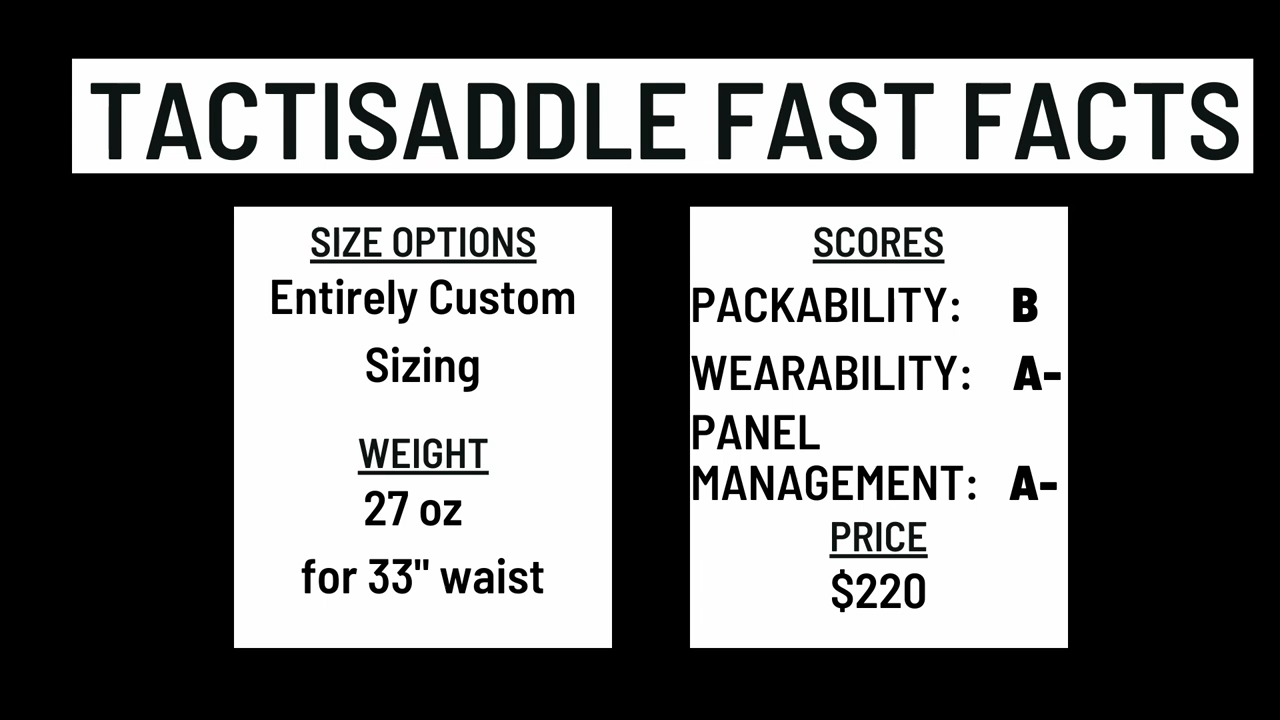 TACTISADDLE FAST FACTS
SIZE OPTIONS
Entirely Custom
Sizing
WEIGHT
27 oz
for 33" waist
SCORES
PACKABILITY: B
WEARABILITY: A-
PANEL
MANAGEMENT: A-
PRICE
$220